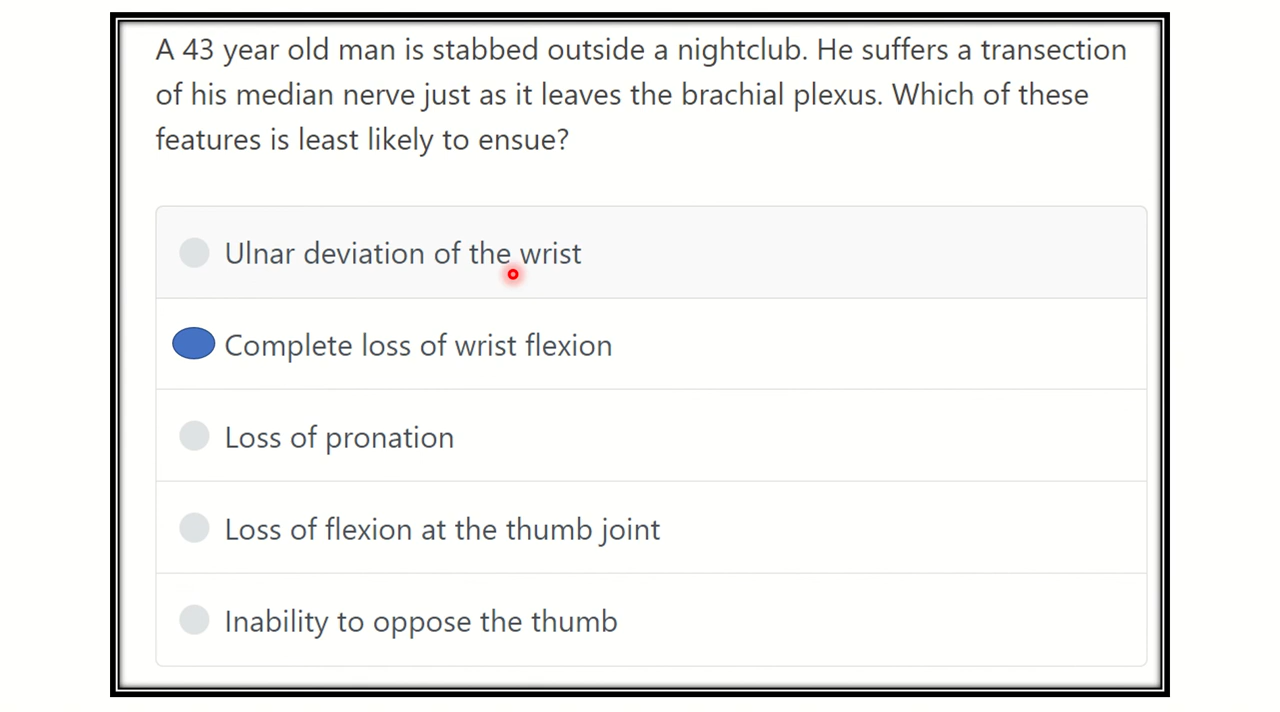 A 43 year old man is stabbed outside a nightclub. He suffers a transection
of his median nerve just as it leaves the brachial plexus. Which of these
features is least likely to ensue?
Ulnar deviation of the wrist
Complete loss of wrist flexion
Loss of pronation
Loss of flexion at the thumb joint
Inability to oppose the thumb